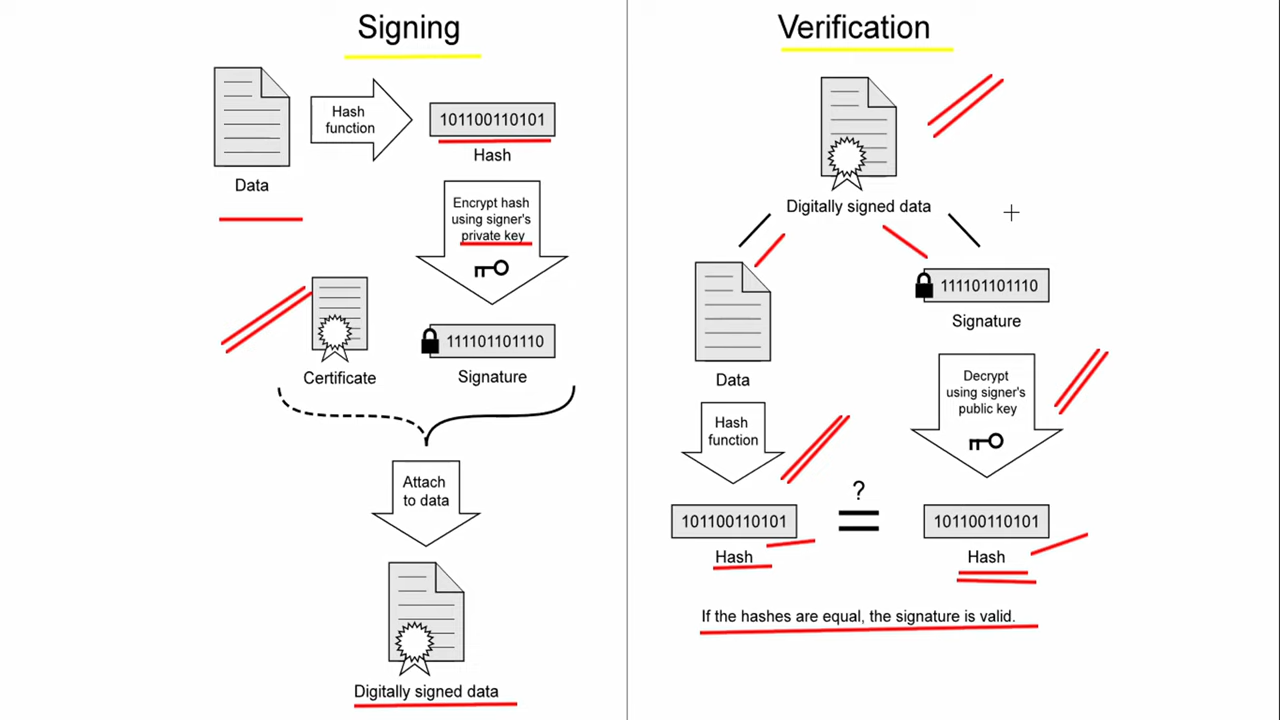 Signing
Hash
function
101100110101
Hash
Data
Encrypt hash
using signer's
private key
Certificate
111101101110
Signature
Attach
to data
Digitally signed data
Verification
Digitally signed data
Data
111101101110
Signature
Hash
function
Decrypt
using signer's
public key
101100110101
Hash
?
=
101100110101
Hash
If the hashes are equal, the signature is valid.